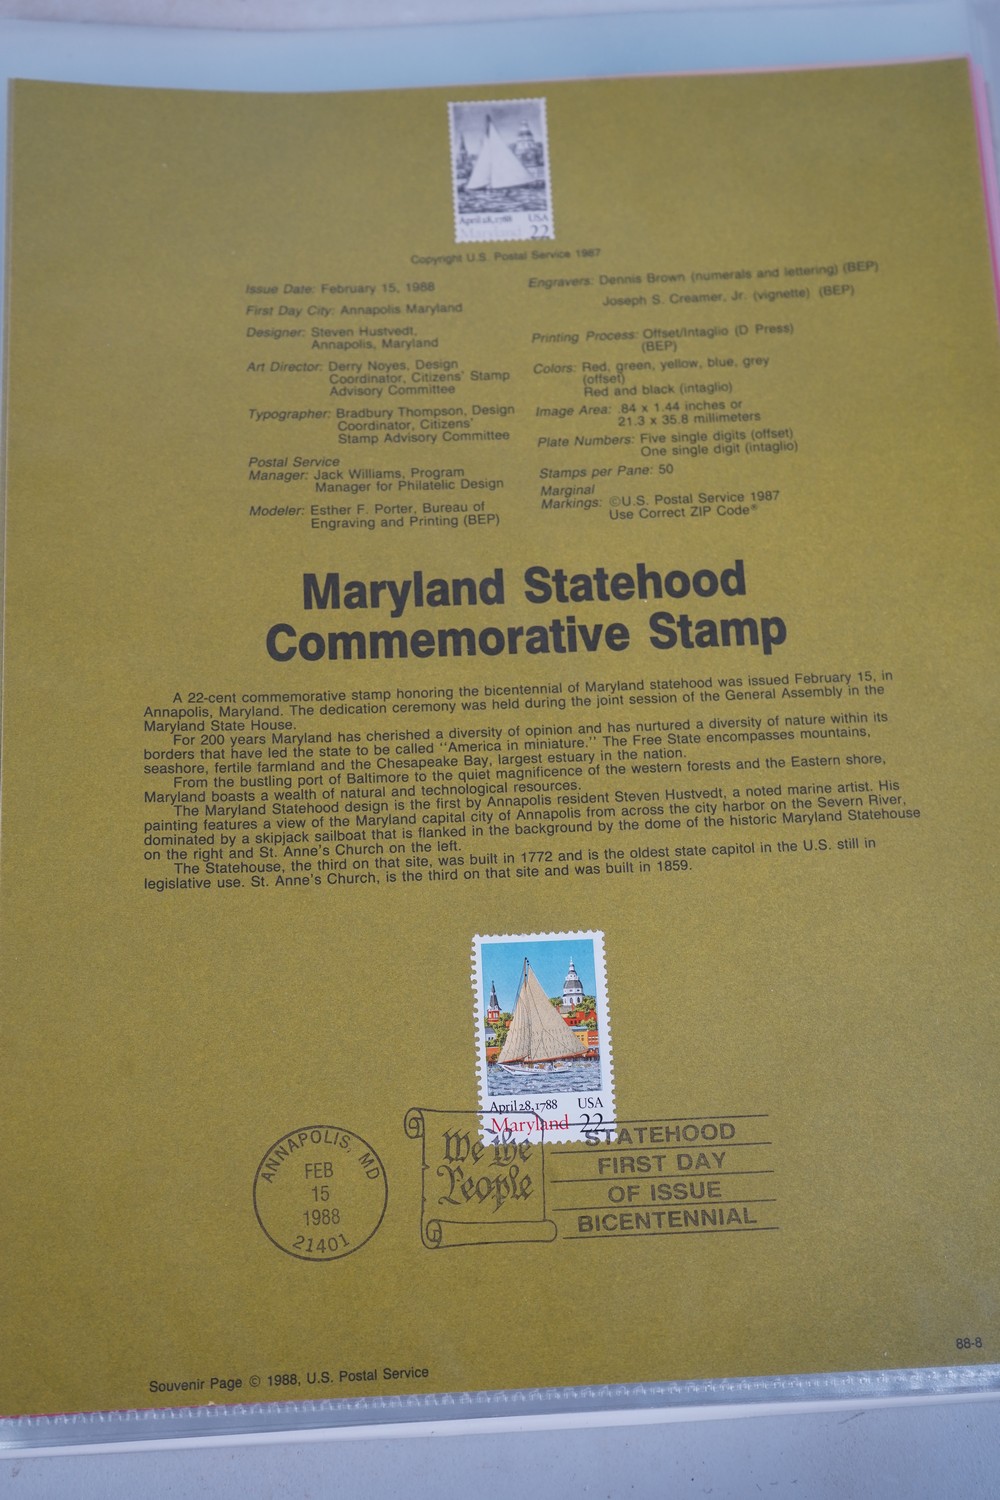 April 28, 1788 USA
Maryland 22
Copyright U.S. Postal Service 1987
Issue Date: February 15, 1988
First Day City: Annapolis Maryland
Designer: Steven Hustvedt,
Annapolis, Maryland
Art Director: Derry Noyes, Design
Coordinator, Citizens' Stamp
Advisory Committee
Typographer: Bradbury Thompson, Design
Coordinator, Citizens'
Stamp Advisory Committee
Postal Service
Manager: Jack Williams, Program
Manager for Philatelic Design
Modeler: Esther F. Porter, Bureau of
Engraving and Printing (BEP)
Engravers: Dennis Brown (numerals and lettering) (BEP)
Joseph S. Creamer, Jr. (vignette) (BEP)
Printing Process: Offset/Intaglio (D Press)
(BEP)
Colors: Red, green, yellow, blue, grey
(offset)
Red and black (intaglio)
Image Area: .84 x 1.44 inches or
21.3 x 35.8 millimeters
Plate Numbers: Five single digits (offset)
One single digit (intaglio)
Stamps per Pane: 50
Marginal
Markings: ©U.S. Postal Service 1987
Use Correct ZIP Code®
Maryland Statehood
Commemorative Stamp
A 22-cent commemorative stamp honoring the bicentennial of Maryland statehood was issued February 15, in
Annapolis, Maryland. The dedication ceremony was held during the joint session of the General Assembly in the
Maryland State House.
For 200 years Maryland has cherished a diversity of opinion and has nurtured a diversity of nature within its
borders that have led the state to be called "America in miniature." The Free State encompasses mountains,
seashore, fertile farmland and the Chesapeake Bay, largest estuary in the nation.
From the bustling port of Baltimore to the quiet magnificence of the western forests and the Eastern shore,
Maryland boasts a wealth of natural and technological resources.
The Maryland Statehood design is the first by Annapolis resident Steven Hustvedt, a noted marine artist. His
painting features a view of the Maryland capital city of Annapolis from across the city harbor on the Severn River,
dominated by a skipjack sailboat that is flanked in the background by the dome of the historic Maryland Statehouse
on the right and St. Anne's Church on the left.
The Statehouse, the third on that site, was built in 1772 and is the oldest state capitol in the U.S. still in
legislative use. St. Anne's Church, is the third on that site and was built in 1859.
April 28, 1788 USA
Maryland 22
ANNAPOLIS, MD
FEB
15
1988
21401
We the
People
STATEHOOD
FIRST DAY
OF ISSUE
BICENTENNIAL
88-8
Souvenir Page © 1988, U.S. Postal Service